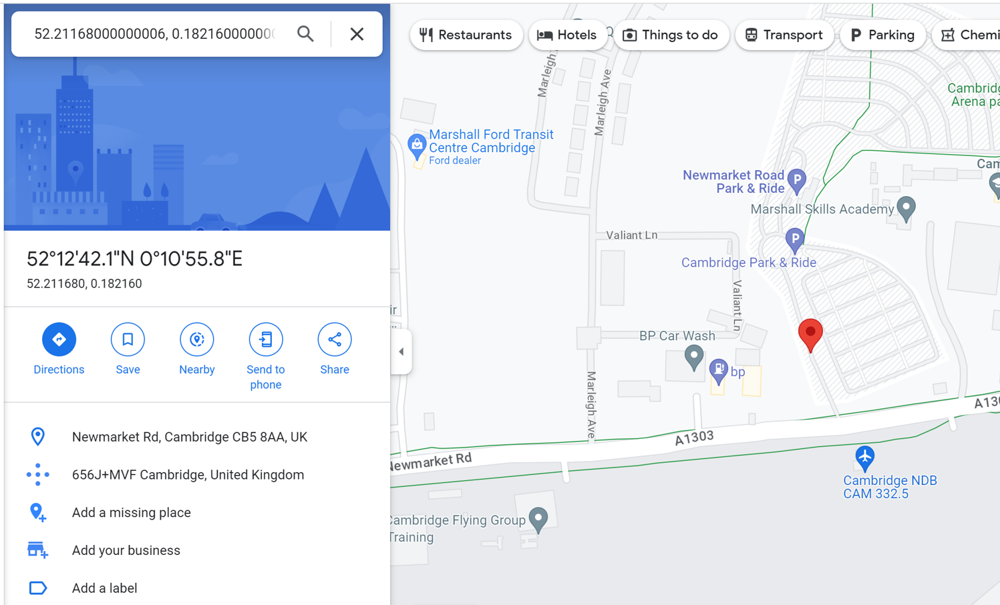 52.21168000000006, 0.182160000000
Restaurants
Hotels
Things to do
Transport
Parking
Chemi
52°12'42.1"N 0°10'55.8"E
52.211680, 0.182160
Directions
Save
Nearby
Send to
phone
Share
Newmarket Rd, Cambridge CB5 8AA, UK
656J+MVF Cambridge, United Kingdom
Add a missing place
Add your business
Add a label
Marleigh
Marleigh Ave
Cambridg
Arena pa
Marshall Ford Transit
Centre Cambridge
Ford dealer
Newmarket Road
Park & Ride
Cam
Marshall Skills Academy
Valiant Ln
Cambridge Park & Ride
Valiant Ln
BP Car Wash
bp
Marleigh Ave
A130
A1303
Newmarket Rd
Cambridge NDB
CAM 332.5
Cambridge Flying Group
Training